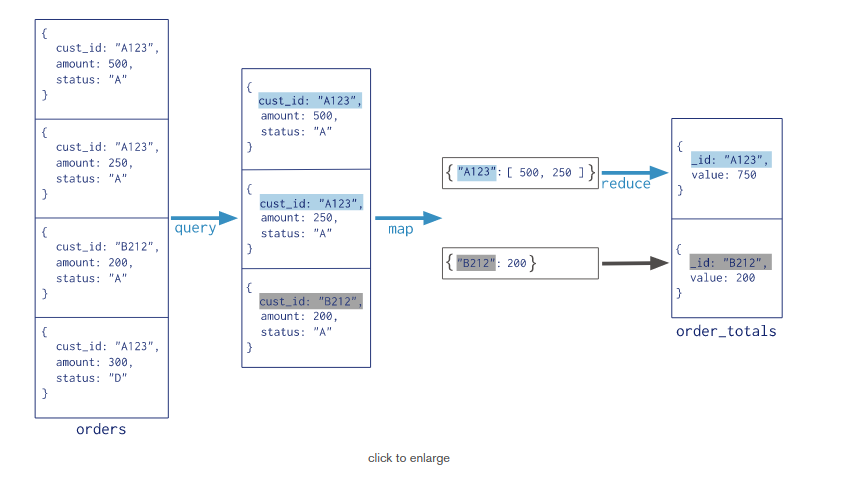 {
cust_id: "A123",
amount: 500,
status: "A"
}
{
cust_id: "A123",
amount: 250,
status: "A"
}
{
cust_id: "B212",
amount: 200,
status: "A"
}
{
cust_id: "A123",
amount: 300,
status: "D"
}
orders
query
{
cust_id: "A123",
amount: 500,
status: "A"
}
{
cust_id: "A123",
amount: 250,
status: "A"
}
{
cust_id: "B212",
amount: 200,
status: "A"
}
map
{ "A123": [ 500, 250 ] }
{ "B212": 200 }
reduce
{
_id: "A123",
value: 750
}
{
_id: "B212",
value: 200
}
order_totals
click to enlarge